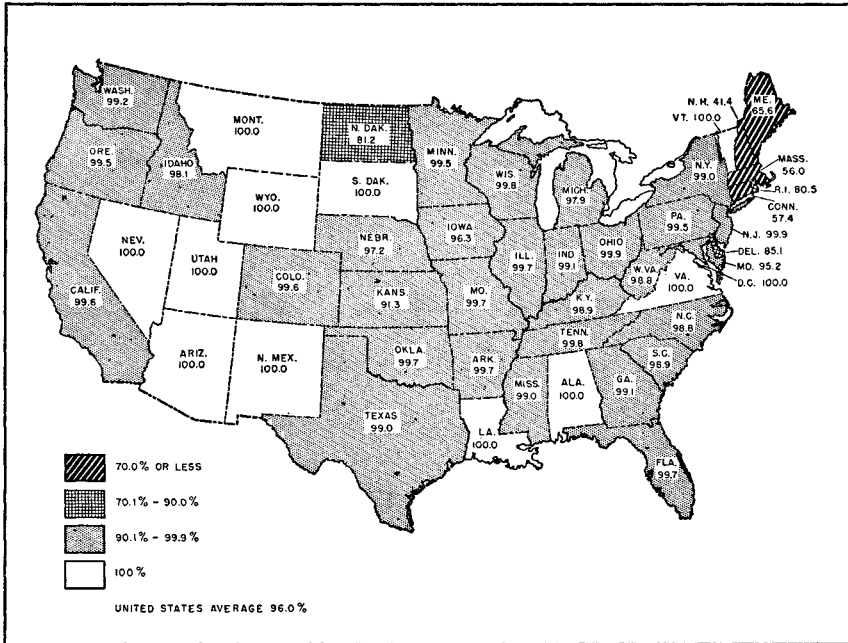 WASH.
99.2
MONT.
100.0
N. DAK.
81.2
MINN.
99.5
N.H. 41.4
VT. 100.0
ME.
65.6
ORE.
99.5
IDAHO
98.1
WYO.
100.0
S. DAK.
100.0
WIS.
99.8
MICH.
97.9
N.Y.
99.0
MASS.
56.0
R.I. 80.5
CONN.
57.4
NEV.
100.0
UTAH
100.0
COLO.
99.6
NEBR.
97.2
IOWA
96.3
ILL.
99.7
IND
99.1
OHIO
99.9
PA.
99.5
N.J. 99.9
DEL. 85.1
MO. 95.2
D.C. 100.0
CALIF.
99.6
KANS.
91.3
MO.
99.7
KY.
98.9
W.VA.
98.8
VA.
100.0
ARIZ.
100.0
N. MEX.
100.0
OKLA.
99.7
ARK.
99.7
TENN.
99.8
N.C.
98.8
S.C.
98.9
TEXAS
99.0
LA.
100.0
MISS.
99.0
ALA.
100.0
GA.
99.1
FLA.
99.7
70.0% OR LESS
70.1% - 90.0%
90.1% - 99.9%
100%
UNITED STATES AVERAGE 96.0%